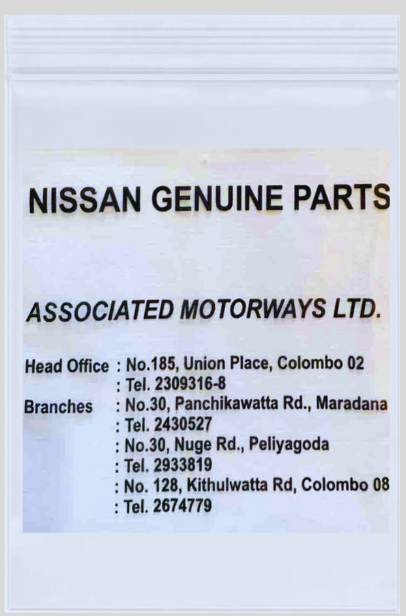 NISSAN GENUINE PARTS
ASSOCIATED MOTORWAYS LTD.
Head Office : No.185, Union Place, Colombo 02
: Tel. 2309316-8
Branches : No.30, Panchikawatta Rd., Maradana
: Tel. 2430527
: No.30, Nuge Rd., Peliyagoda
: Tel. 2933819
: No. 128, Kithulwatta Rd, Colombo 08
: Tel. 2674779